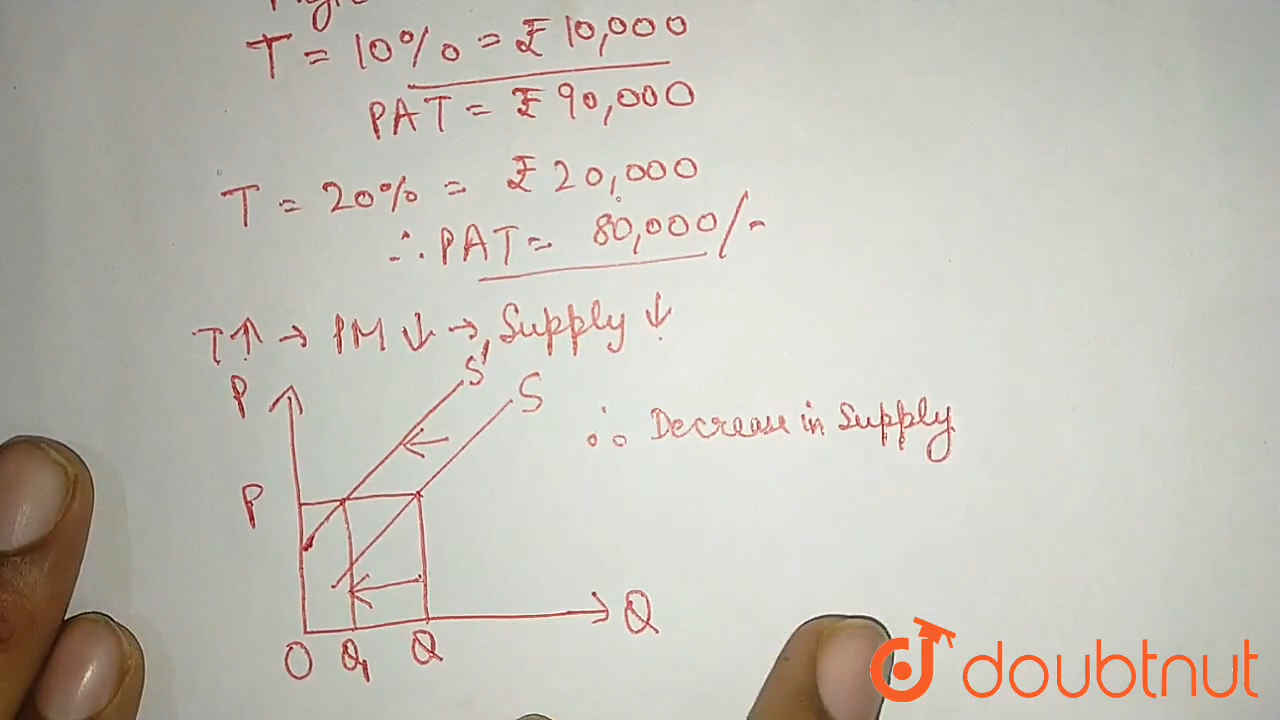 T = 10% = ₹ 10,000
PAT = ₹ 90,000
T = 20% = ₹ 20,000
∴ PAT = 80,000/-
T↑ → PM ↓ → Supply ↓
P
S'
S
∴ Decrease in Supply
P
O
Q₁
Q
Q
doubtnut